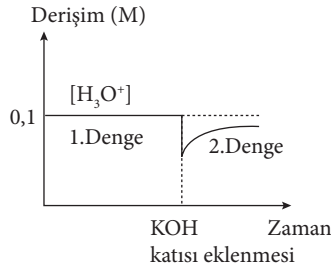 Derişim (M)
[H₃O⁺]
0,1
1.Denge
2.Denge
KOH
katısı eklenmesi
Zaman